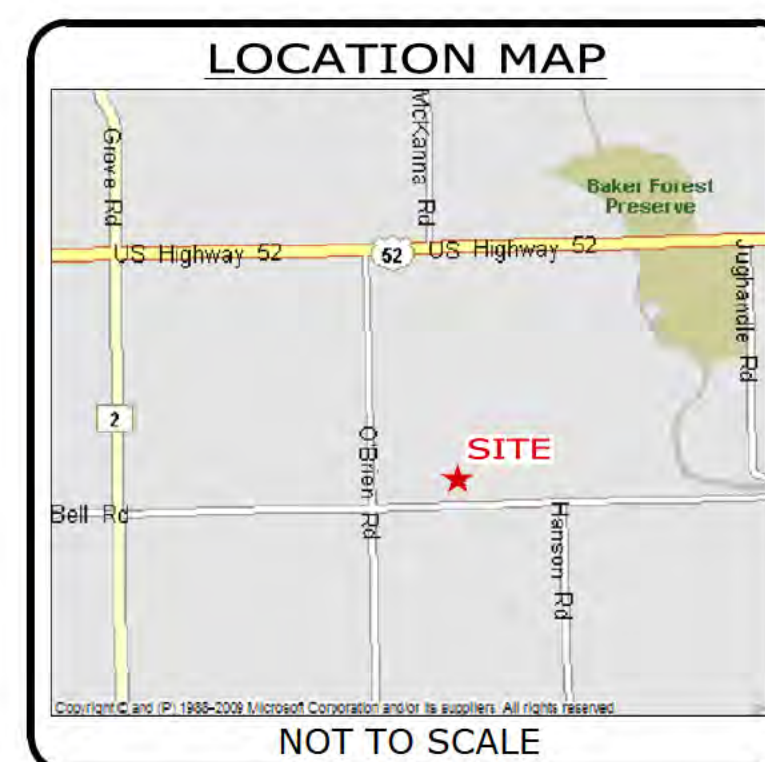 LOCATION MAP
McKanna Rd
Grove Rd
Baker Forest
Preserve
US Highway 52
52
US Highway 52
Jughandle Rd
2
O'Brien Rd
SITE
Bell Rd
Hanson Rd
Copyright © and (P) 1988–2009 Microsoft Corporation and/or its suppliers. All rights reserved.
NOT TO SCALE